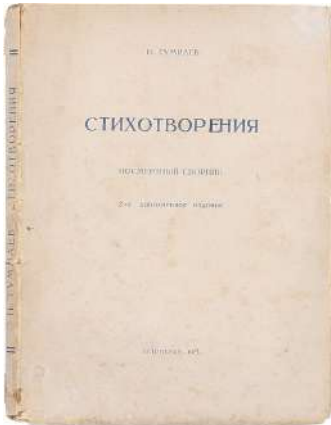 Н. ГУМИЛЕВ
СТИХОТВОРЕНИЯ
ПОСМЕРТНЫЙ СБОРНИК
2-е дополненное издание
Н. ГУМИЛЕВ СТИХОТВОРЕНИЯ